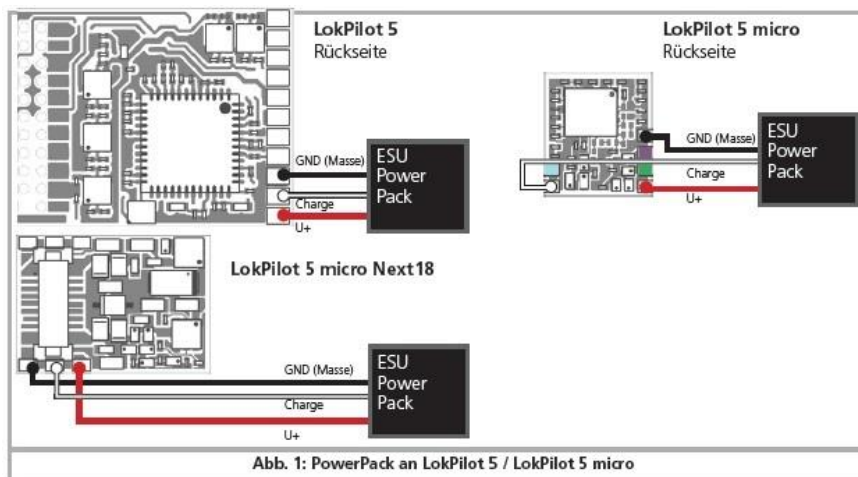 LokPilot 5
Rückseite
GND (Masse)
Charge
U+
ESU
Power
Pack
LokPilot 5 micro
Rückseite
GND (Masse)
Charge
U+
ESU
Power
Pack
LokPilot 5 micro Next18
GND (Masse)
Charge
U+
ESU
Power
Pack
Abb. 1: PowerPack an LokPilot 5 / LokPilot 5 micro